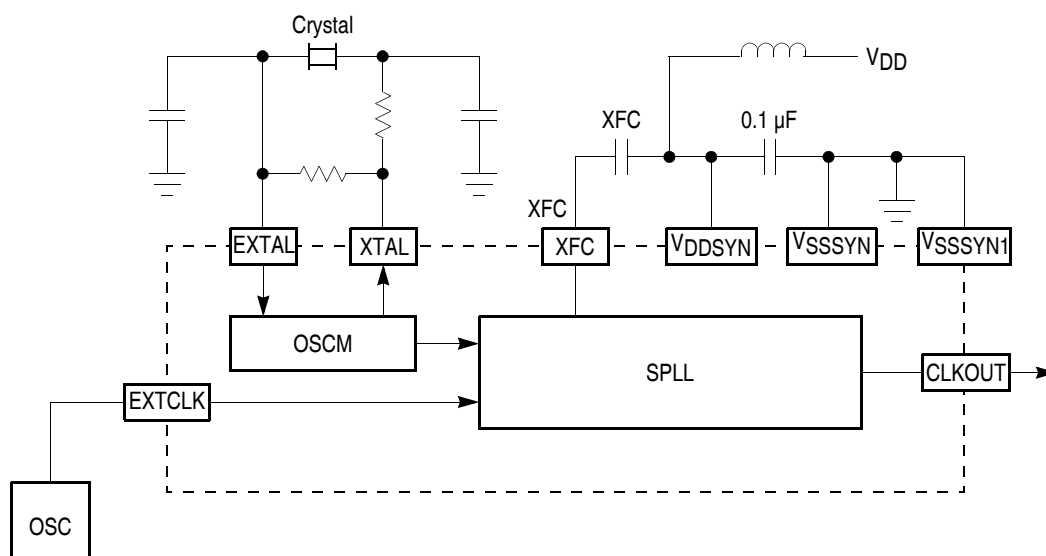 Crystal
VDD
XFC
0.1 µF
XFC
EXTAL
XTAL
XFC
VDDSYN
VSSSYN
VSSSYN1
OSCM
SPLL
CLKOUT
EXTCLK
OSC